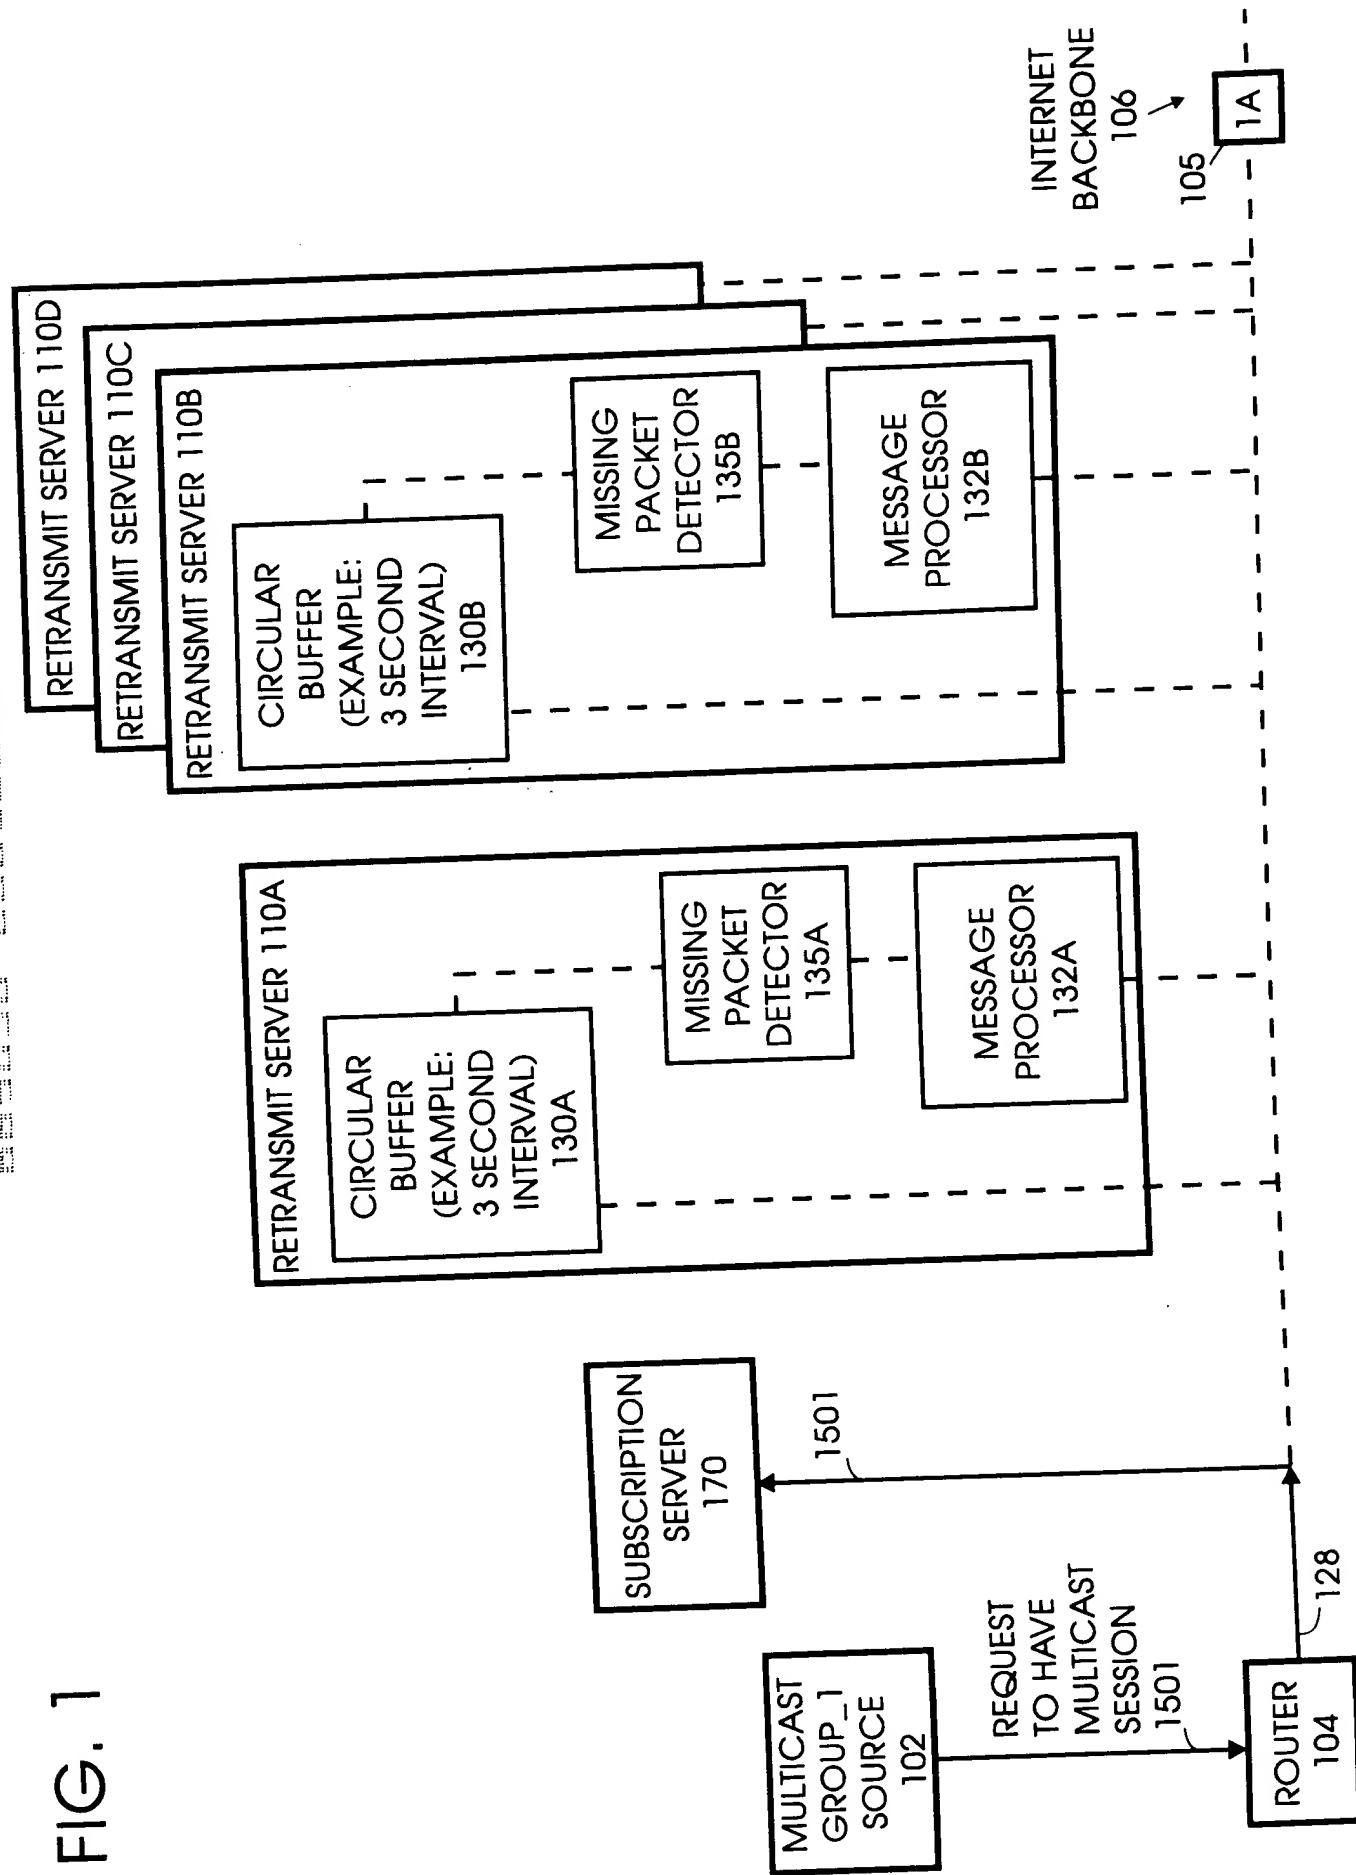 FIG. 1
RETRANSMIT SERVER 110D
RETRANSMIT SERVER 110C
RETRANSMIT SERVER 110B
CIRCULAR
BUFFER
(EXAMPLE:
3 SECOND
INTERVAL)
130B
MISSING
PACKET
DETECTOR
135B
MESSAGE
PROCESSOR
132B
RETRANSMIT SERVER 110A
CIRCULAR
BUFFER
(EXAMPLE:
3 SECOND
INTERVAL)
130A
MISSING
PACKET
DETECTOR
135A
MESSAGE
PROCESSOR
132A
SUBSCRIPTION
SERVER
170
1501
MULTICAST
GROUP_1
SOURCE
102
REQUEST
TO HAVE
MULTICAST
SESSION
1501
ROUTER
104
128
INTERNET
BACKBONE
106
105
1A